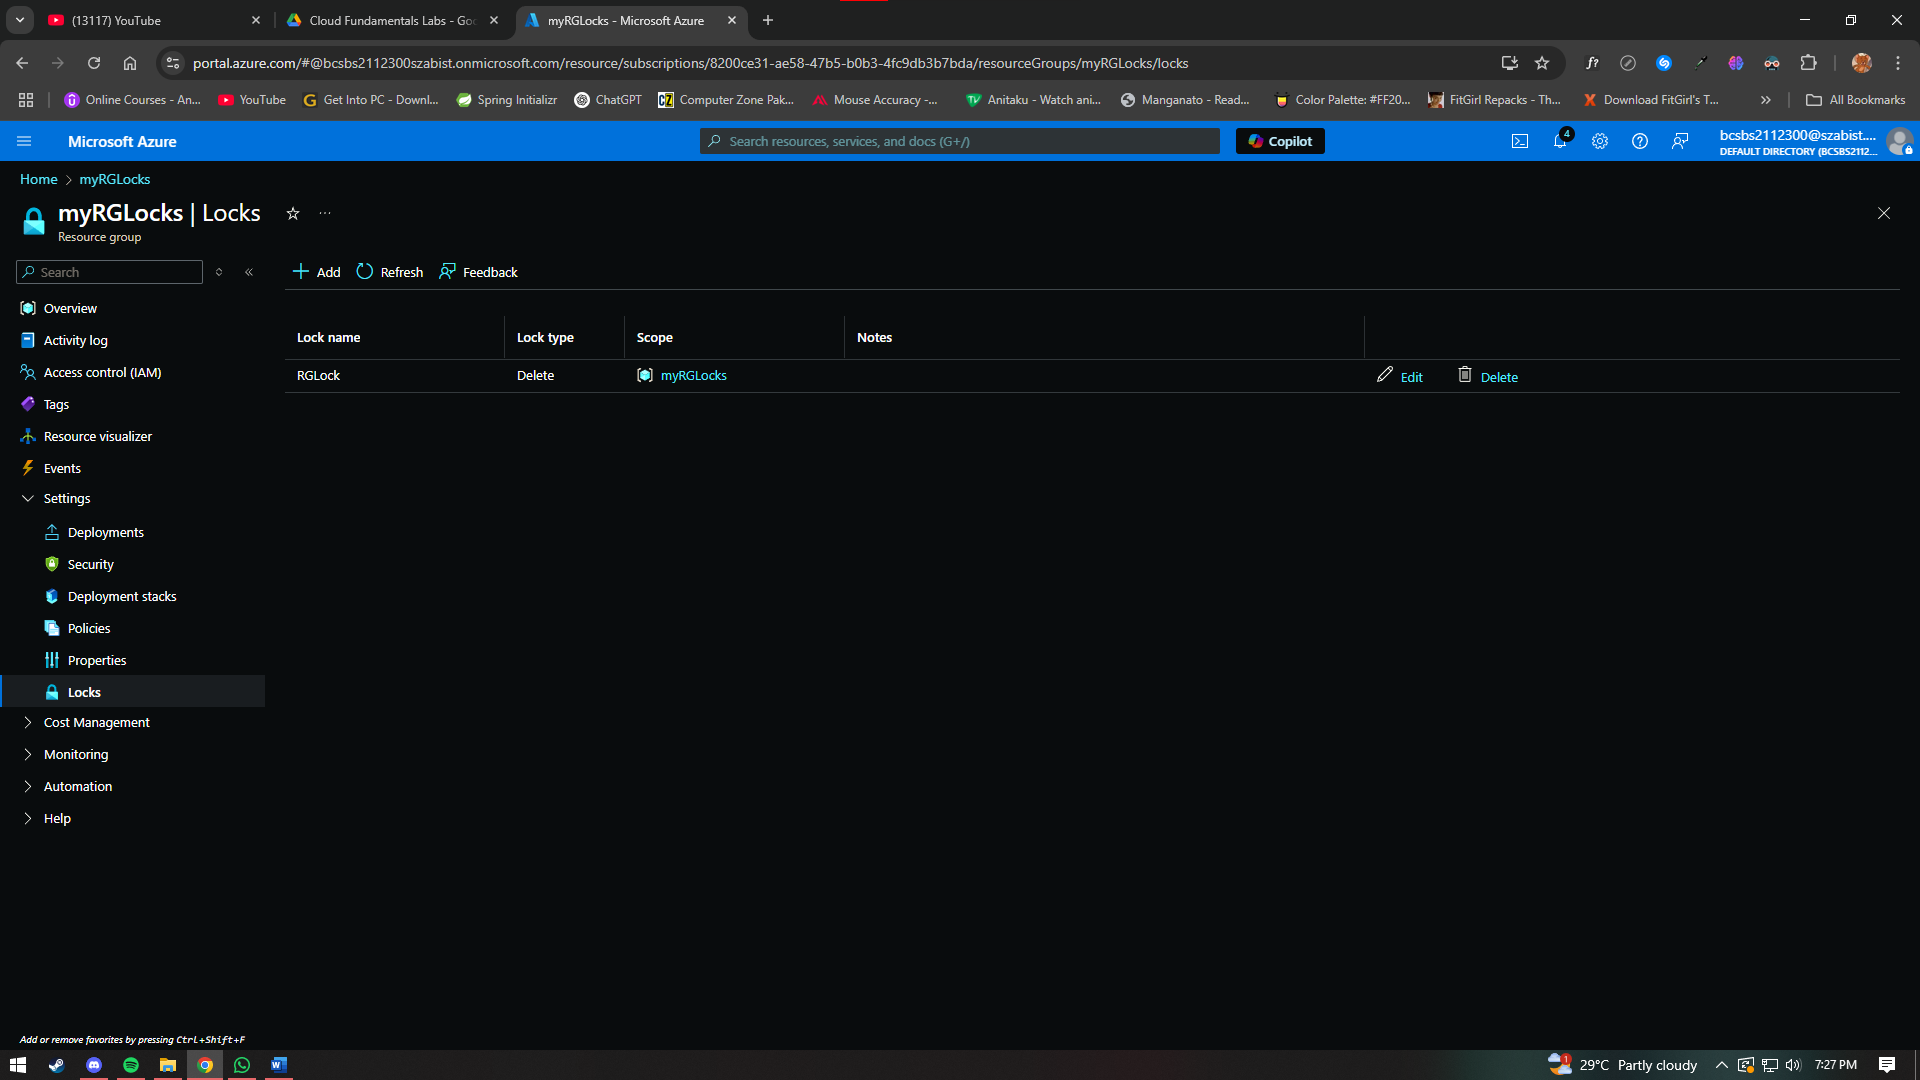 (13117) YouTube
Cloud Fundamentals Labs - Goo
myRGLocks - Microsoft Azure
portal.azure.com/#@bcsbs2112300szabist.onmicrosoft.com/resource/subscriptions/8200ce31-ae58-47b5-b0b3-4fc9db3b7bda/resourceGroups/myRGLocks/locks
f?
Online Courses - An...
YouTube
Get Into PC - Downl...
Spring Initializr
ChatGPT
Computer Zone Pak...
Mouse Accuracy -...
Anitaku - Watch ani...
Manganato - Read...
Color Palette: #FF20...
FitGirl Repacks - Th...
Download FitGirl's T...
All Bookmarks
Microsoft Azure
Search resources, services, and docs (G+/)
Copilot
4
bcsbs2112300@szabist....
DEFAULT DIRECTORY (BCSBS2112...
Home > myRGLocks
myRGLocks | Locks
Resource group
Search
Add
Refresh
Feedback
Overview
Activity log
Access control (IAM)
Tags
Resource visualizer
Events
Settings
Deployments
Security
Deployment stacks
Policies
Properties
Locks
Cost Management
Monitoring
Automation
Help
Lock name
Lock type
Scope
Notes
RGLock
Delete
myRGLocks
Edit
Delete
Add or remove favorites by pressing Ctrl+Shift+F
1
29°C Partly cloudy
7:27 PM